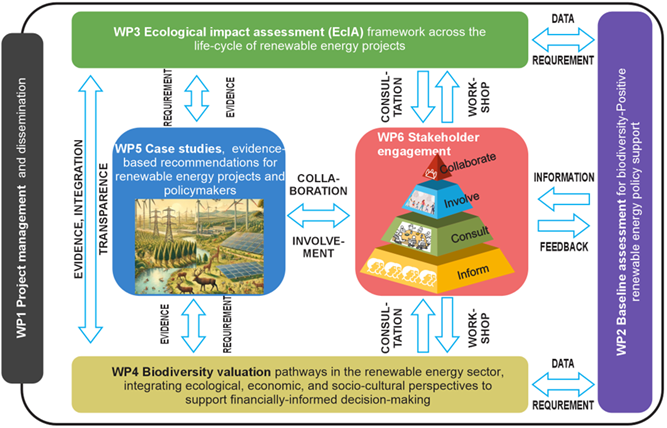 WP3 Ecological impact assessment (EcIA) framework across the
life-cycle of renewable energy projects
DATA
REQUREMENT
WP1 Project management and dissemination
EVIDENCE, INTEGRATION
TRANSPARENCE
REQUIREMENT
EVIDENCE
CONSUL-
TATION
WORK-
SHOP
WP5 Case studies, evidence-
based recommendations for
renewable energy projects and
policymakers
COLLA-
BORATION
INVOLVE-
MENT
WP6 Stakeholder
engagement
Collaborate
Involve
Consult
Inform
INFORMATION
FEEDBACK
WP2 Baseline assessment for biodiversity-Positive
renewable energy policy support
EVIDENCE
REQUIREMENT
CONSUL-
TATION
WORK-
SHOP
WP4 Biodiversity valuation pathways in the renewable energy sector,
integrating ecological, economic, and socio-cultural perspectives to
support financially-informed decision-making
DATA
REQUREMENT